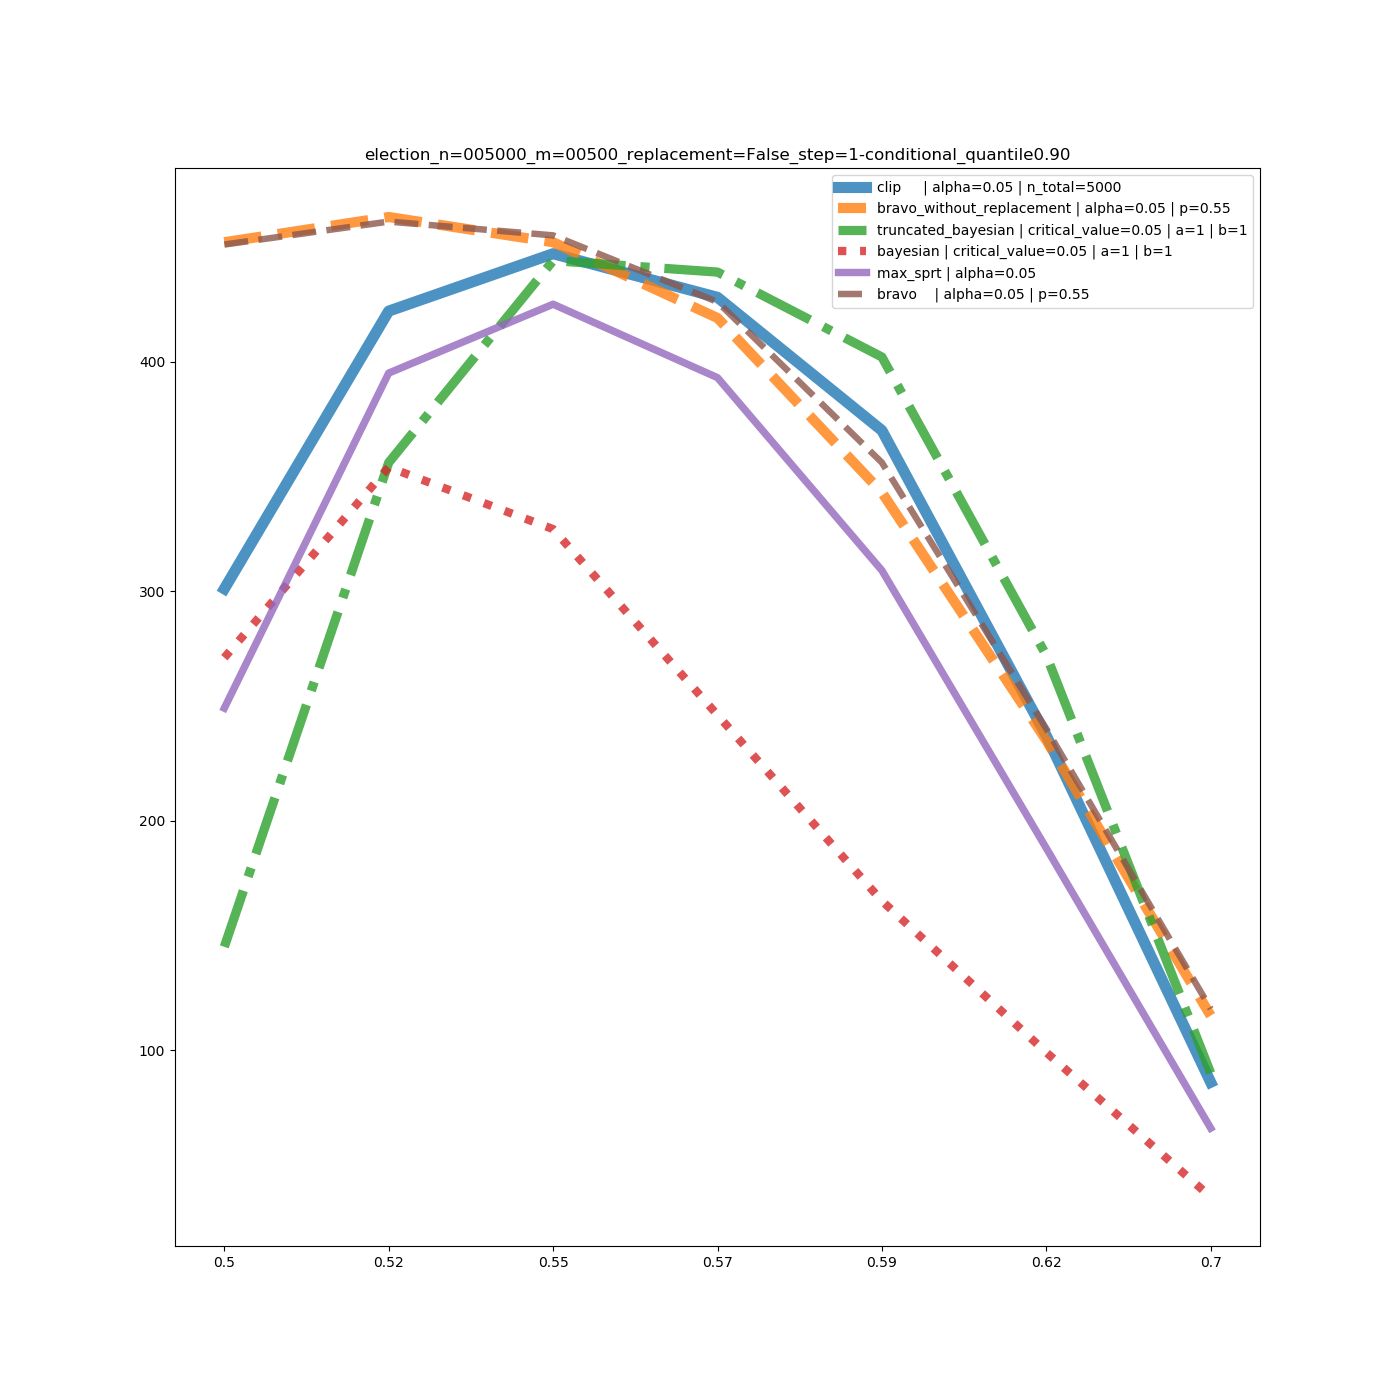 election_n=005000_m=00500_replacement=False_step=1-conditional_quantile0.90
clip | alpha=0.05 | n_total=5000
bravo_without_replacement | alpha=0.05 | p=0.55
truncated_bayesian | critical_value=0.05 | a=1 | b=1
bayesian | critical_value=0.05 | a=1 | b=1
max_sprt | alpha=0.05
bravo | alpha=0.05 | p=0.55
400
300
200
100
0.5 0.52 0.55 0.57 0.59 0.62 0.7